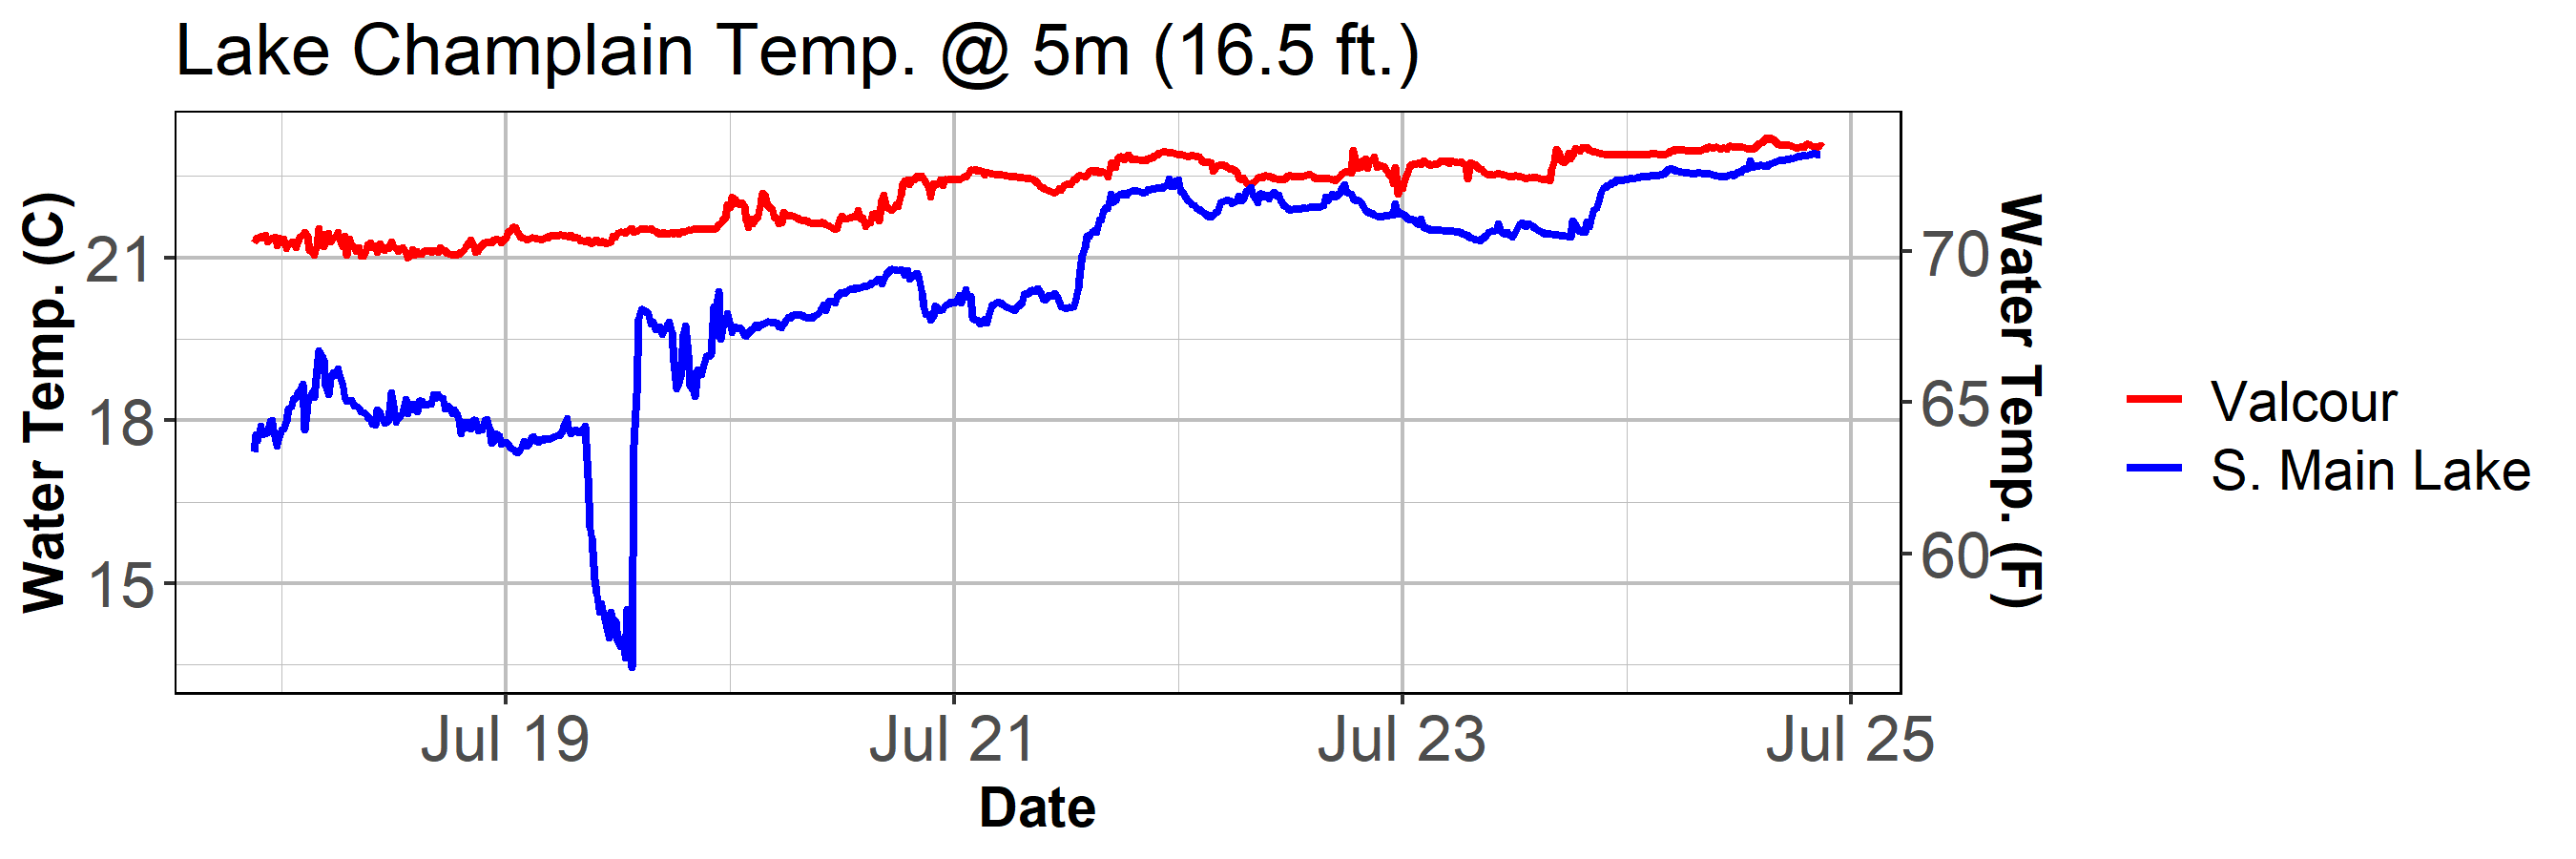 Lake Champlain Temp. @ 5m (16.5 ft.)
Water Temp. (C)
21
18
15
70
65
60
Water Temp. (F)
Jul 19
Jul 21
Jul 23
Jul 25
Date
Valcour
S. Main Lake